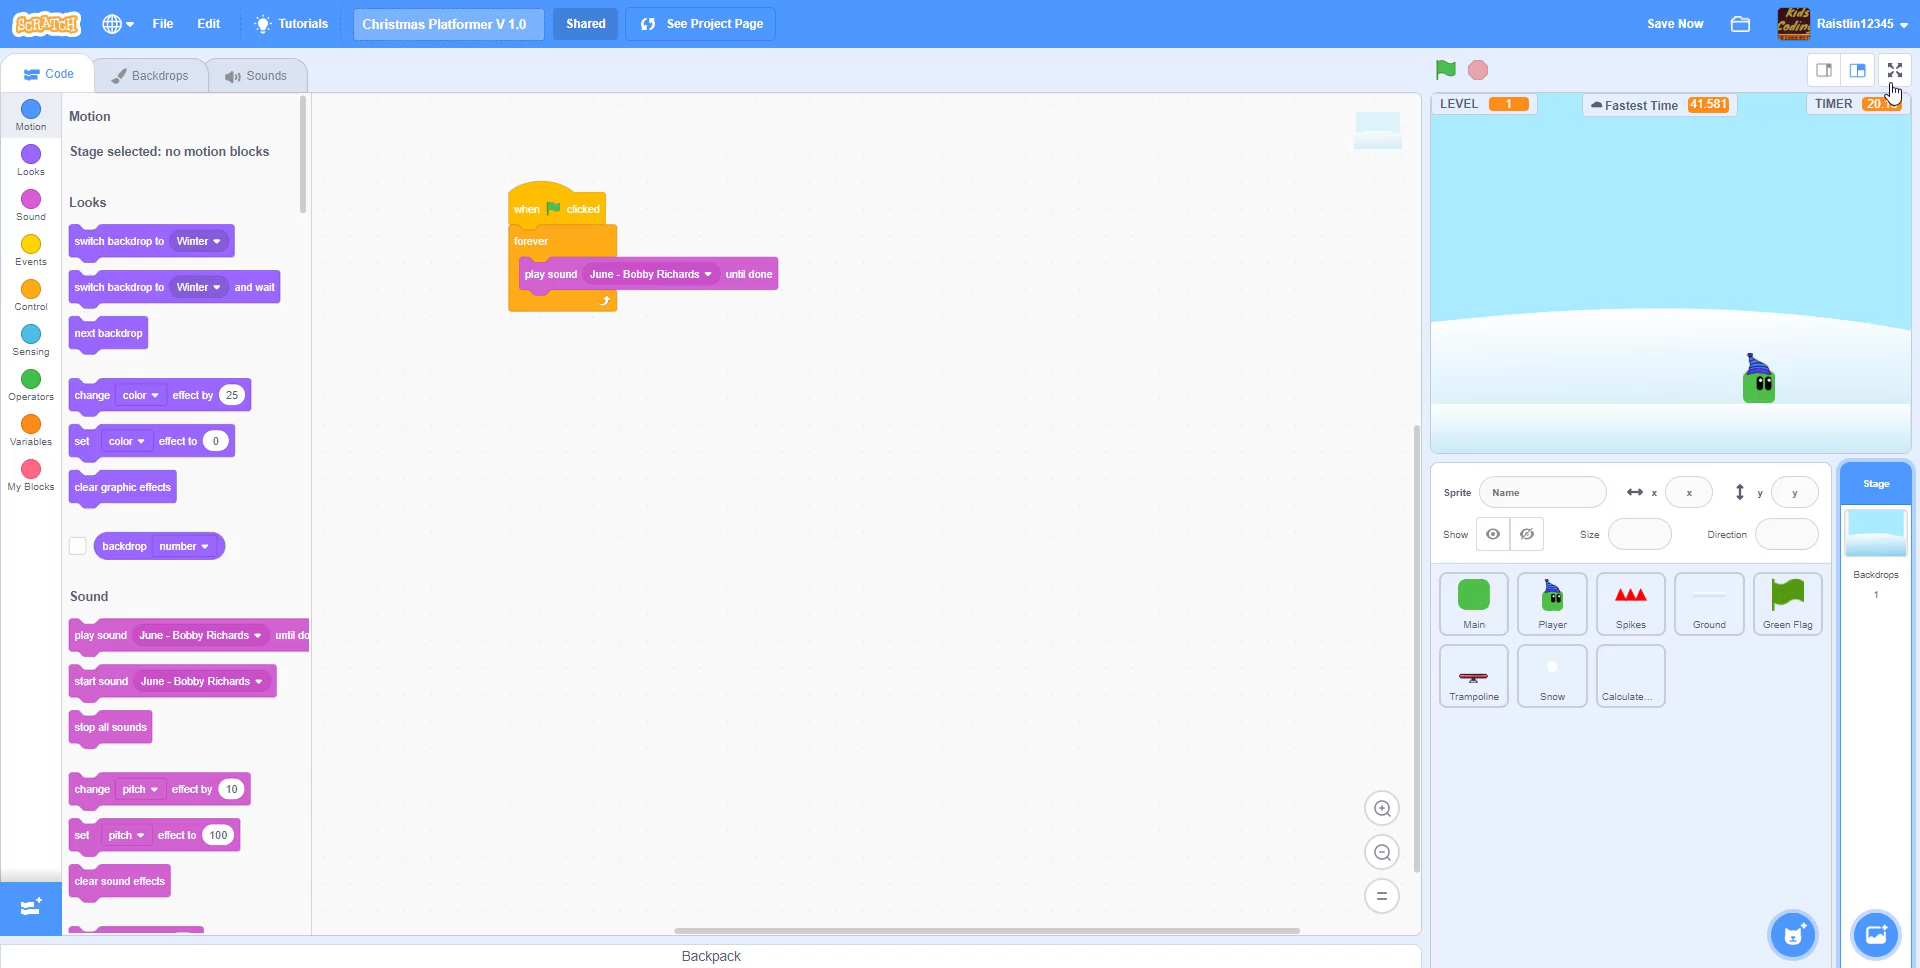 SCRATCH
File
Edit
Tutorials
Christmas Platformer V 1.0
Shared
See Project Page
Save Now
Kids Coding
Raistlin12345
Code
Backdrops
Sounds
Motion
Looks
Sound
Events
Control
Sensing
Operators
Variables
My Blocks
Motion
Stage selected: no motion blocks
Looks
switch backdrop to Winter
switch backdrop to Winter and wait
next backdrop
change color effect by 25
set color effect to 0
clear graphic effects
backdrop number
Sound
play sound June - Bobby Richards until do
start sound June - Bobby Richards
stop all sounds
change pitch effect by 10
set pitch effect to 100
clear sound effects
when clicked
forever
play sound June - Bobby Richards until done
Backpack
LEVEL 1
Fastest Time 41.581
TIMER 20.
Sprite Name x x y y
Show Size Direction
Main
Player
Spikes
Ground
Green Flag
Trampoline
Snow
Calculate...
Stage
Backdrops
1